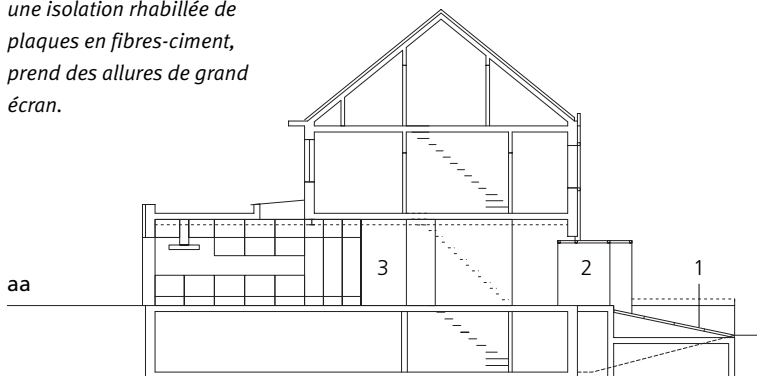 une isolation rhabillée de
plaques en fibres-ciment,
prend des allures de grand
écran.
aa
3
2
1